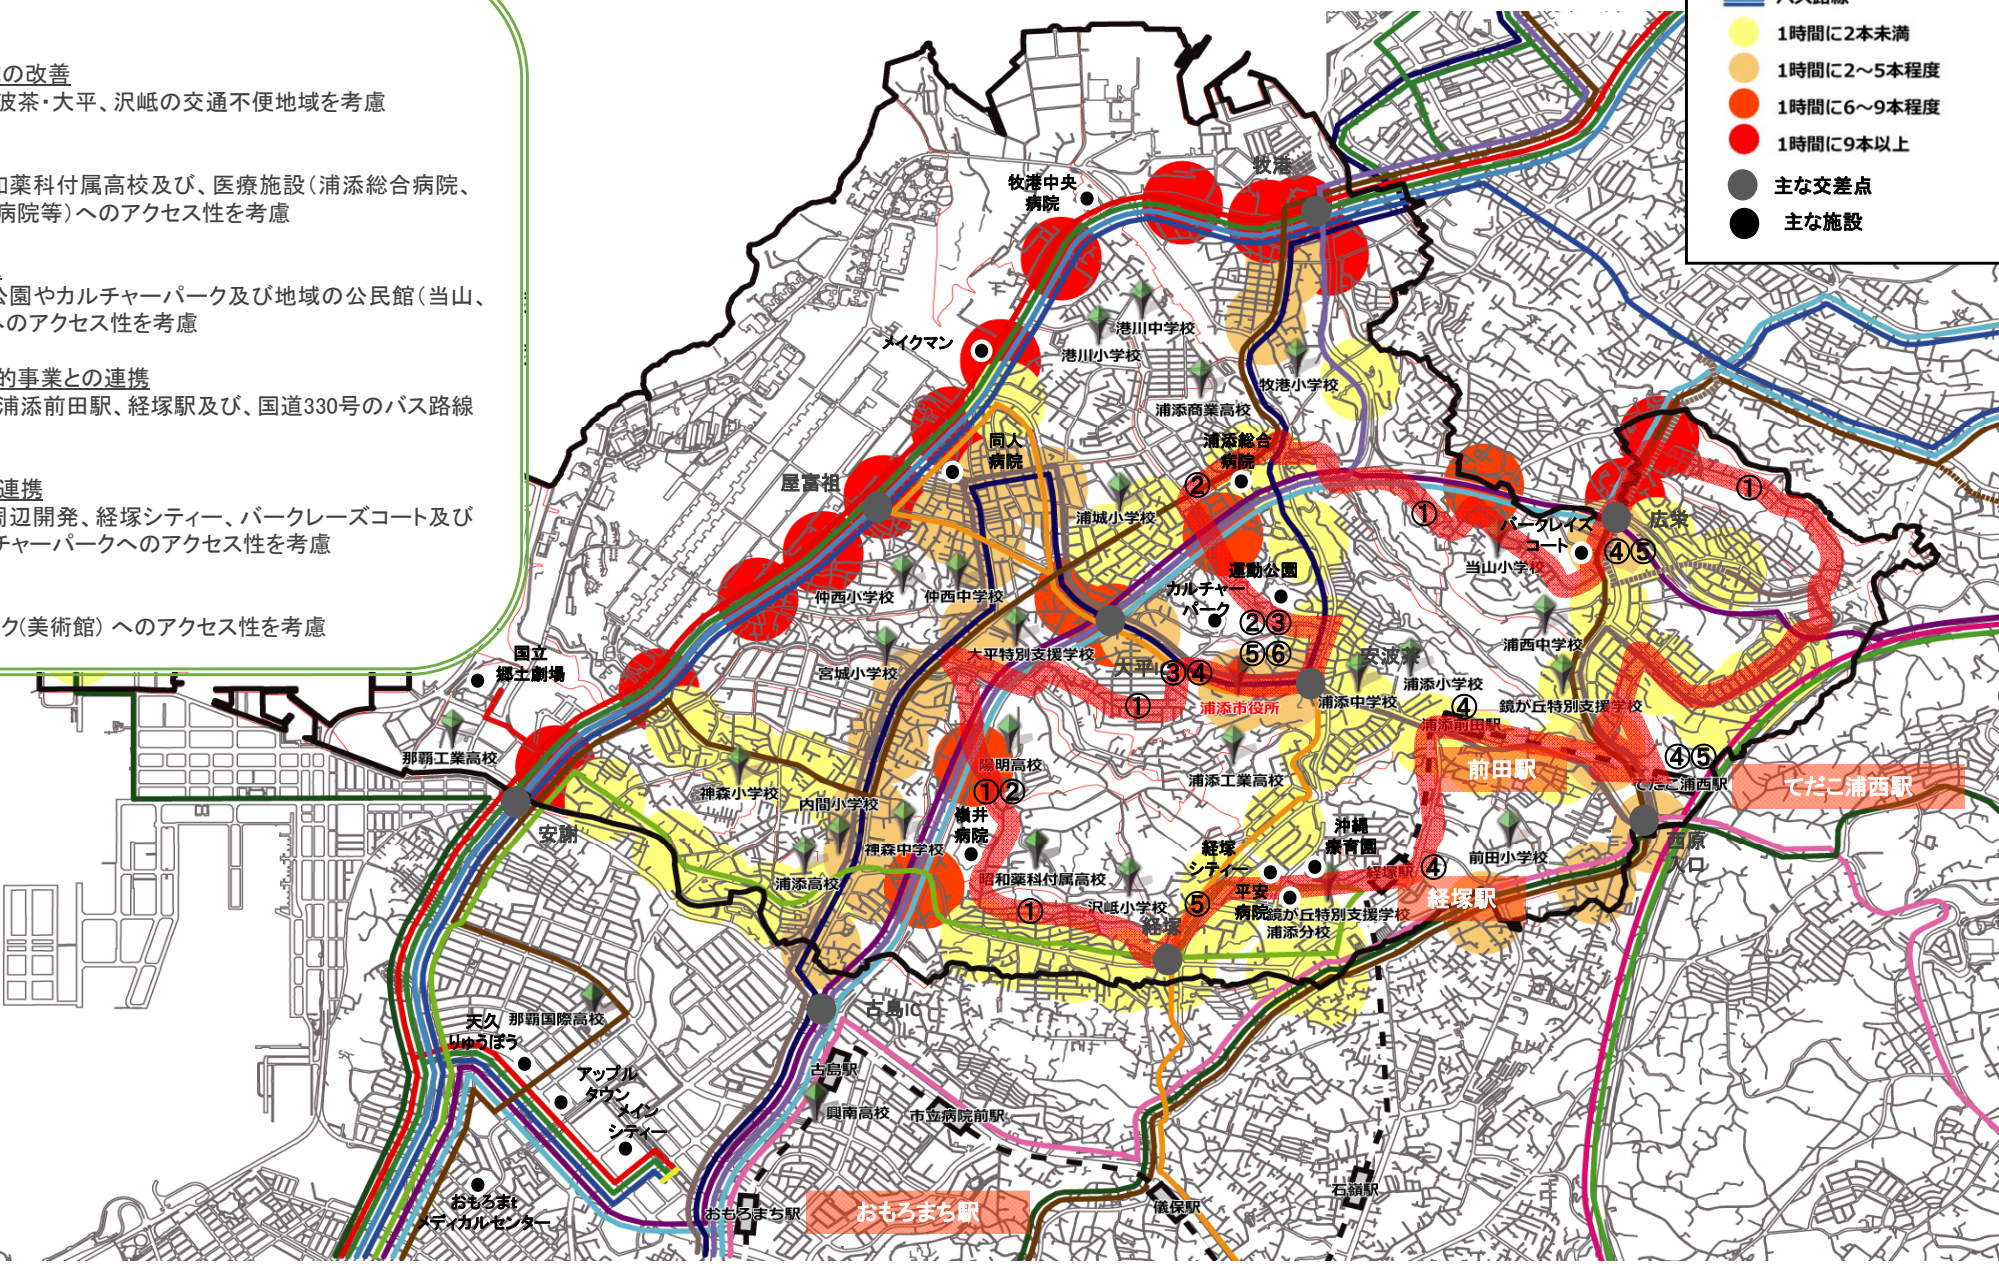 の改善
波茶・大平、沢岻の交通不便地域を考慮
和薬科付属高校及び、医療施設（浦添総合病院、
病院等）へのアクセス性を考慮
公園やカルチャーパーク及び地域の公民館（当山、
へのアクセス性を考慮
的事業との連携
浦添前田駅、経塚駅及び、国道330号のバス路線
連携
周辺開発、経塚シティー、バークレーズコート及び
チャーパークへのアクセス性を考慮
ク(美術館) へのアクセス性を考慮
バス路線
1時間に2本未満
1時間に2～5本程度
1時間に6～9本程度
1時間に9本以上
主な交差点
主な施設
牧港
牧港中央
病院
港川中学校
港川小学校
メイクマン
牧港小学校
浦添商業高校
浦添総合
病院
②
同人
病院
屋富祖
浦城小学校
①
①
広栄
バークレイズ
コート
④⑤
当山小学校
運動公園
カルチャー
パーク
②③
⑤⑥
仲西小学校
仲西中学校
浦西中学校
大平特別支援学校
大平IC
③④
安波茶
国立
郷土劇場
宮城小学校
浦添小学校
浦添中学校
鏡が丘特別支援学校
①
浦添市役所
④
浦添前田駅
那覇工業高校
陽明高校
浦添工業高校
前田駅
④⑤
てだこ浦西駅
てだこ浦西駅
神森小学校
内間小学校
①②
嶺井
病院
安謝
神森中学校
経塚
シティー
沖縄
療育園
前田小学校
西原
入口
浦添高校
昭和薬科付属高校
経塚駅
④
経塚駅
平安
病院
①
沢岻小学校
⑤
鏡が丘特別支援学校
浦添分校
経塚
古島IC
那覇国際高校
天久
りゅうぼう
アップル
タウン
メイン
シティー
古島駅
興南高校
市立病院前駅
おもろまt
メディカルセンター
おもろまち駅
おもろまち駅
儀保駅
石嶺駅